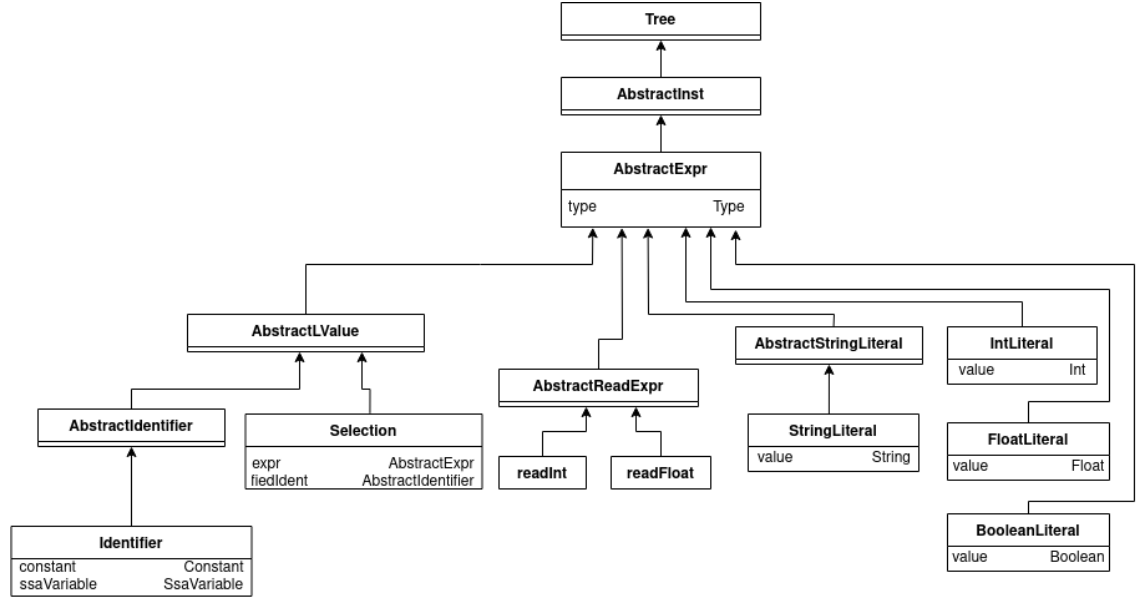 Tree
AbstractInst
AbstractExpr
type Type
AbstractLValue
AbstractStringLiteral
IntLiteral
value Int
AbstractReadExpr
AbstractIdentifier
Selection
expr AbstractExpr
fiedIdent AbstractIdentifier
StringLiteral
value String
FloatLiteral
value Float
readInt
readFloat
BooleanLiteral
value Boolean
Identifier
constant Constant
ssaVariable SsaVariable